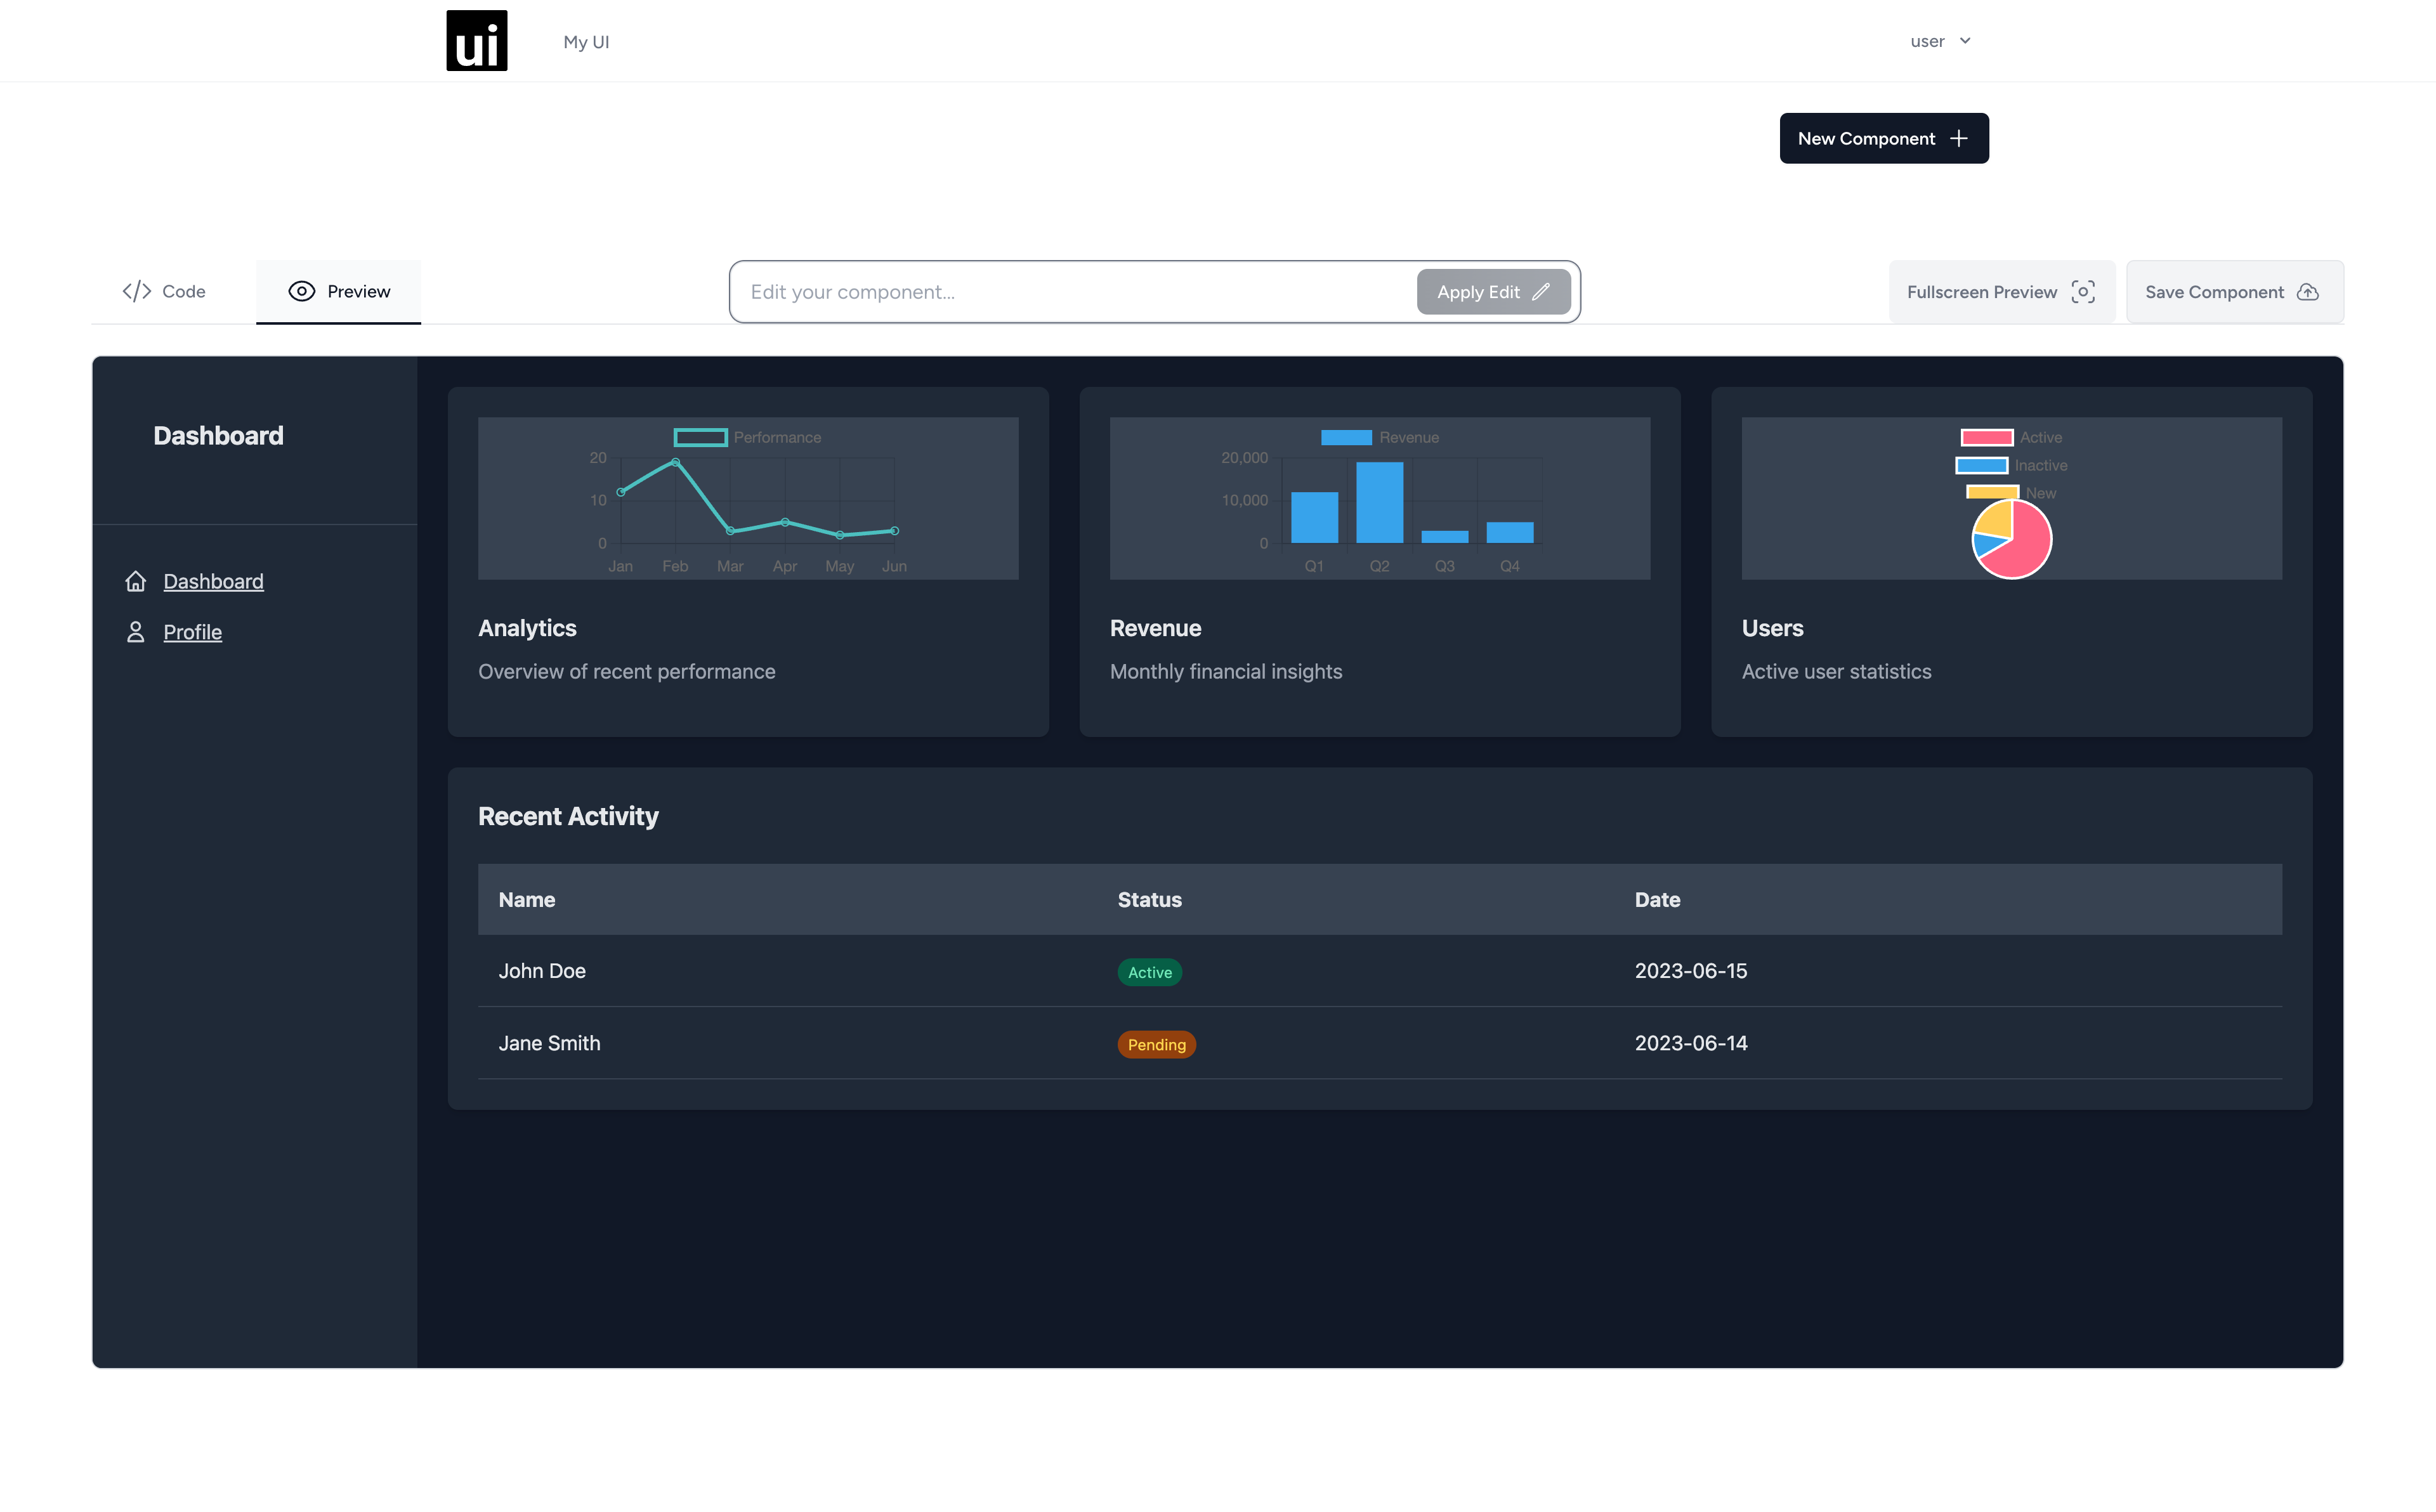 ui My UI user
New Component
Code Preview Edit your component... Apply Edit Fullscreen Preview Save Component
Dashboard
Dashboard
Profile
Performance
20
10
0
Jan Feb Mar Apr May Jun
Analytics
Overview of recent performance
Revenue
20,000
10,000
0
Q1 Q2 Q3 Q4
Revenue
Monthly financial insights
Active
Inactive
New
Users
Active user statistics
Recent Activity
Name Status Date
John Doe Active 2023-06-15
Jane Smith Pending 2023-06-14